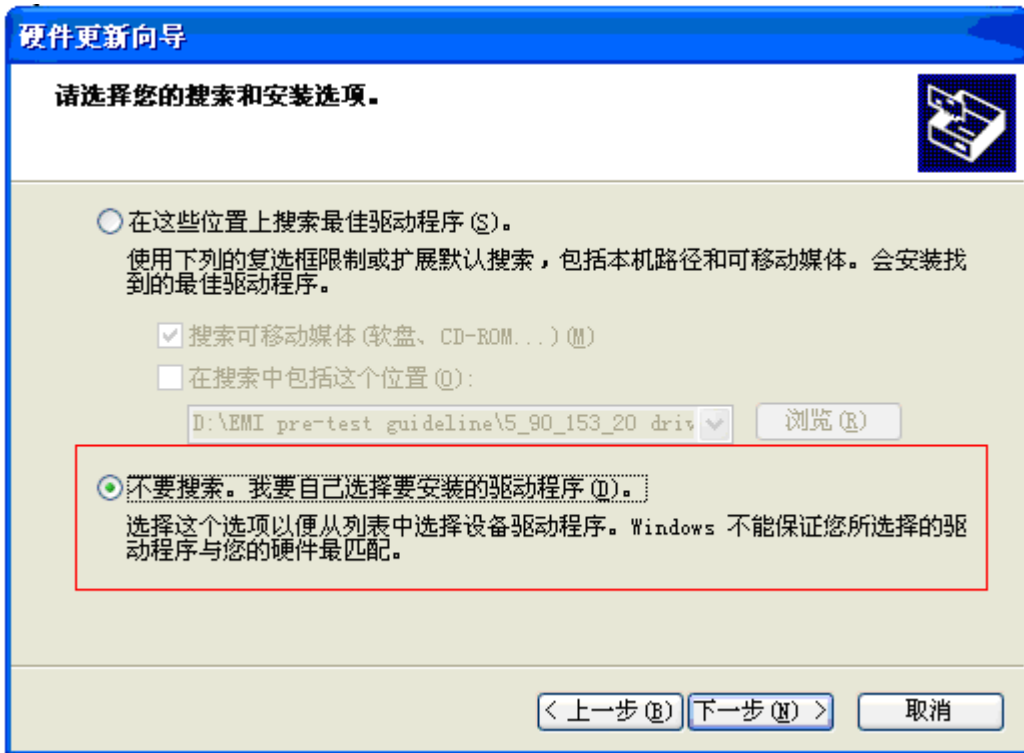 硬件更新向导
请选择您的搜索和安装选项。
在这些位置上搜索最佳驱动程序(S)。
使用下列的复选框限制或扩展默认搜索，包括本机路径和可移动媒体。会安装找
到的最佳驱动程序。
搜索可移动媒体(软盘、CD-ROM...)(M)
在搜索中包括这个位置(O):
D:\EMI pre-test guideline\5_90_153_20 driv
浏览(R)
不要搜索。我要自己选择要安装的驱动程序(D)。
选择这个选项以便从列表中选择设备驱动程序。Windows 不能保证您所选择的驱
动程序与您的硬件最匹配。
< 上一步(B) 下一步(N) > 取消